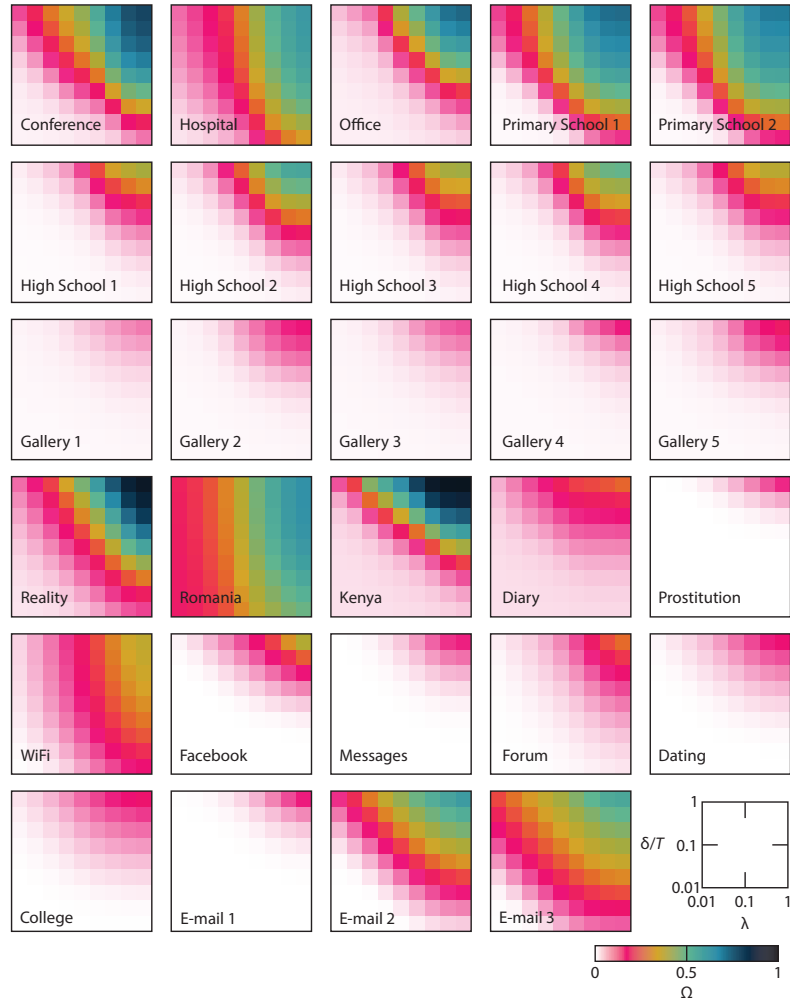 Conference
Hospital
Office
Primary School 1
Primary School 2
High School 1
High School 2
High School 3
High School 4
High School 5
Gallery 1
Gallery 2
Gallery 3
Gallery 4
Gallery 5
Reality
Romania
Kenya
Diary
Prostitution
WiFi
Facebook
Messages
Forum
Dating
College
E-mail 1
E-mail 2
E-mail 3
1
δ/T
0.1
0.01
0.01 0.1 1
λ
0 0.5 1
Ω